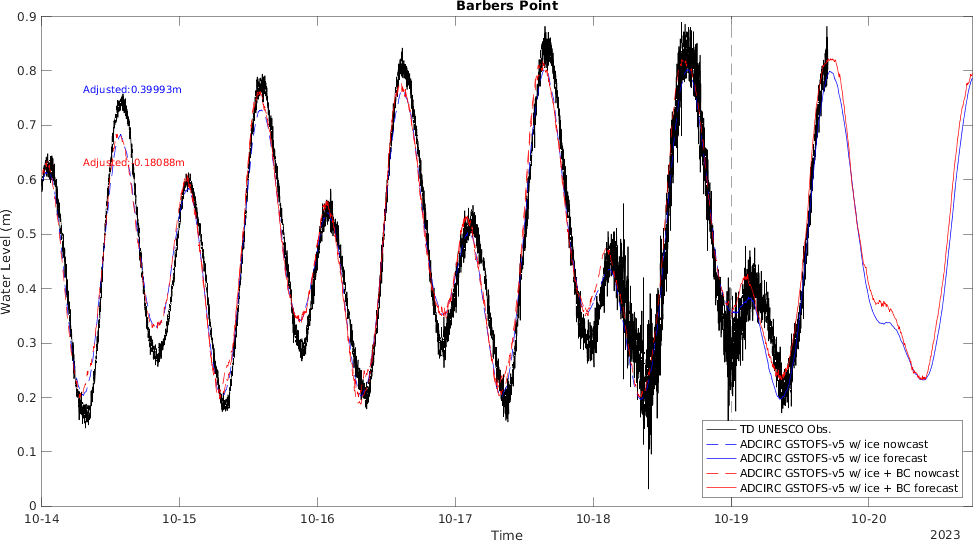 Barbers Point
0.9
0.8
0.7
0.6
0.5
0.4
0.3
0.2
0.1
0
Water Level (m)
Adjusted:0.39993m
Adjusted:-0.18088m
TD UNESCO Obs.
ADCIRC GSTOFS-v5 w/ ice nowcast
ADCIRC GSTOFS-v5 w/ ice forecast
ADCIRC GSTOFS-v5 w/ ice + BC nowcast
ADCIRC GSTOFS-v5 w/ ice + BC forecast
10-14 10-15 10-16 10-17 10-18 10-19 10-20
2023
Time